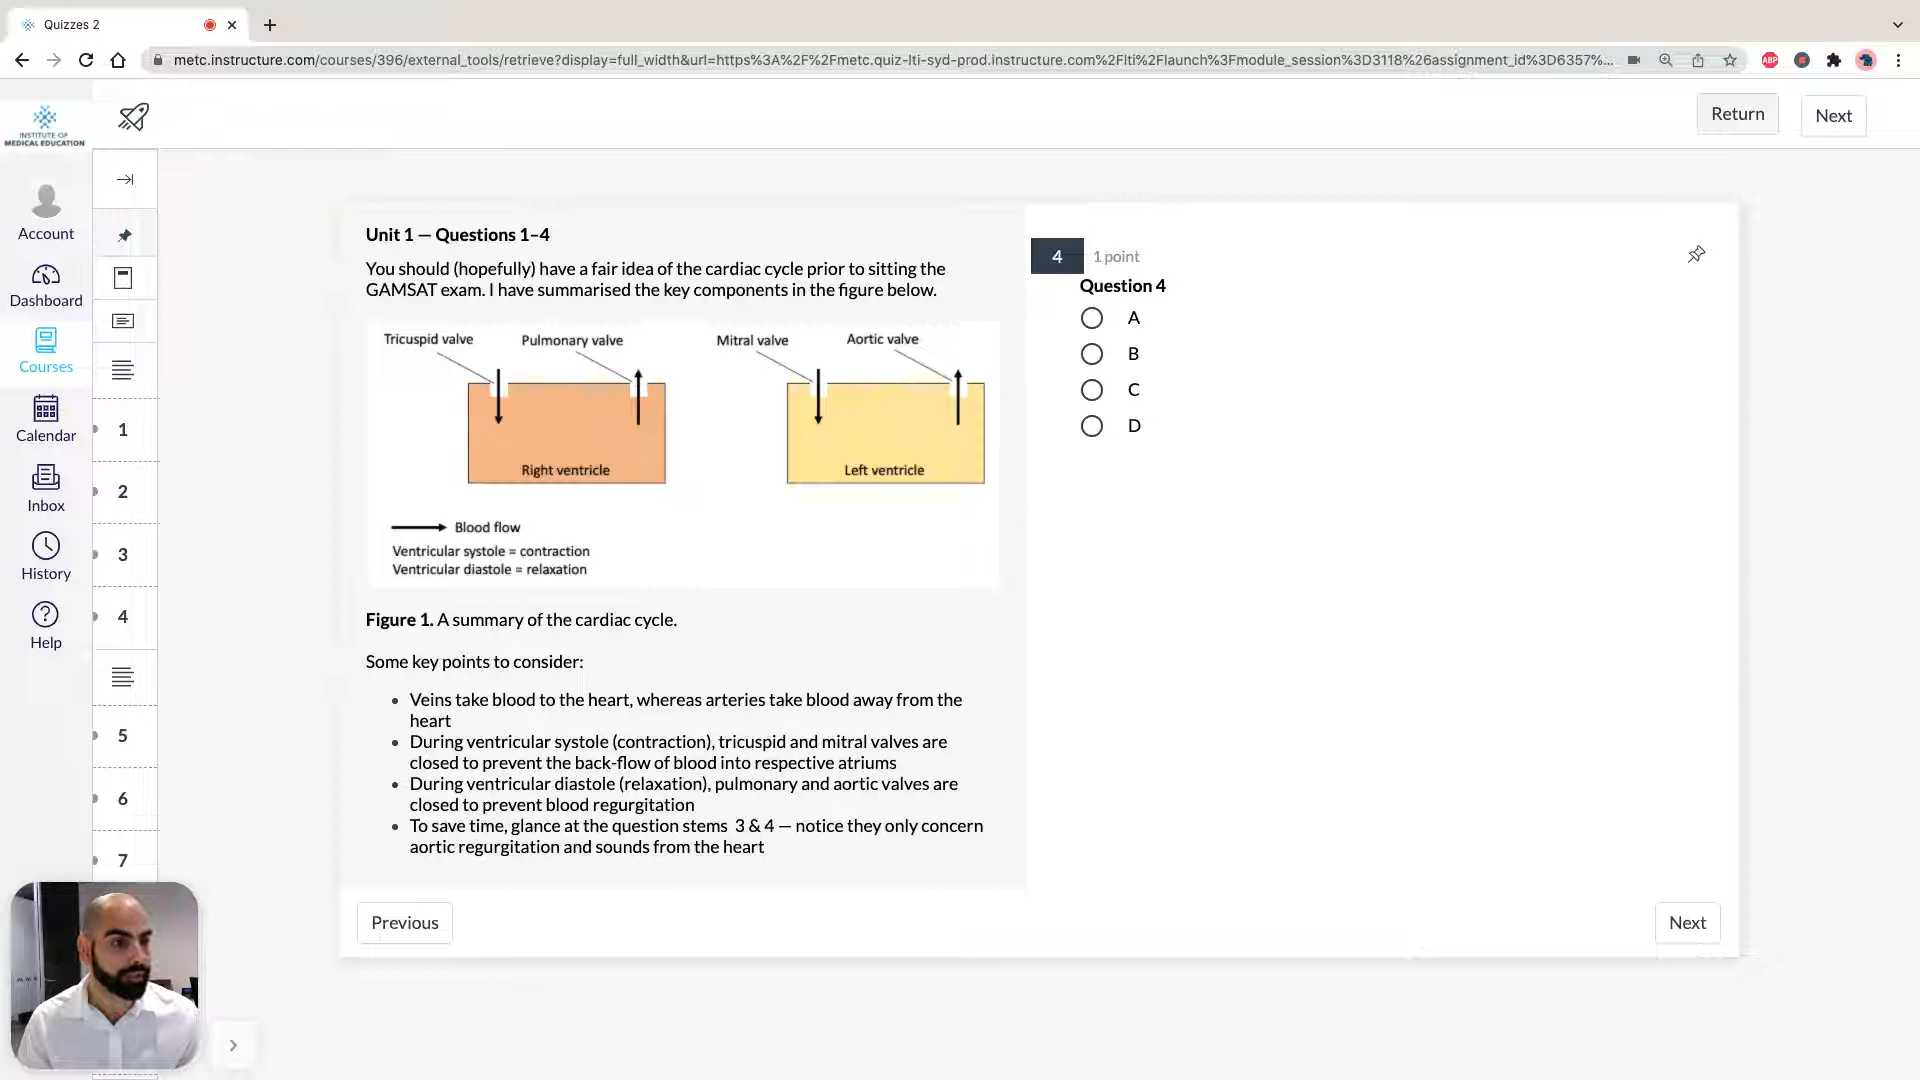 Quizzes 2
metc.instructure.com/courses/396/external_tools/retrieve?display=full_width&url=https%3A%2F%2Fmetc.quiz-lti-syd-prod.instructure.com%2Flti%2Flaunch%3Fmodule_session%3D3118%26assignment_id%3D6357%...
ABP
INSTITUTE OF
MEDICAL EDUCATION
Return
Next
Account
Dashboard
Courses
Calendar
Inbox
History
Help
1
2
3
4
5
6
7
Unit 1 — Questions 1–4
You should (hopefully) have a fair idea of the cardiac cycle prior to sitting the
GAMSAT exam. I have summarised the key components in the figure below.
Tricuspid valve
Pulmonary valve
Mitral valve
Aortic valve
Right ventricle
Left ventricle
Blood flow
Ventricular systole = contraction
Ventricular diastole = relaxation
Figure 1. A summary of the cardiac cycle.
Some key points to consider:
• Veins take blood to the heart, whereas arteries take blood away from the
heart
• During ventricular systole (contraction), tricuspid and mitral valves are
closed to prevent the back-flow of blood into respective atriums
• During ventricular diastole (relaxation), pulmonary and aortic valves are
closed to prevent blood regurgitation
• To save time, glance at the question stems 3 & 4 — notice they only concern
aortic regurgitation and sounds from the heart
4
1 point
Question 4
A
B
C
D
Previous
Next